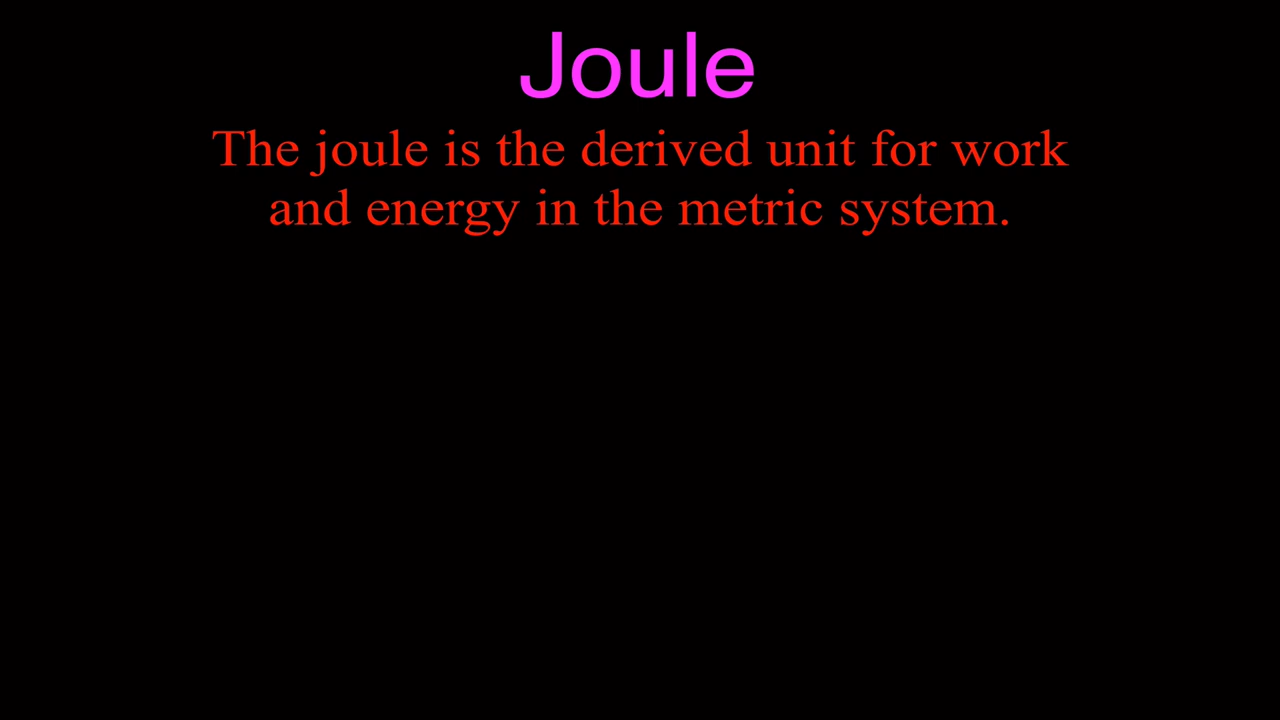 Joule
The joule is the derived unit for work
and energy in the metric system.